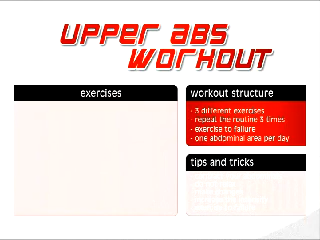 UPPER ABS
WORKOUT
exercises
workout structure
- 3 different exercises
- repeat the routine 3 times
- exercise to failure
- one abdominal area per day
tips and tricks